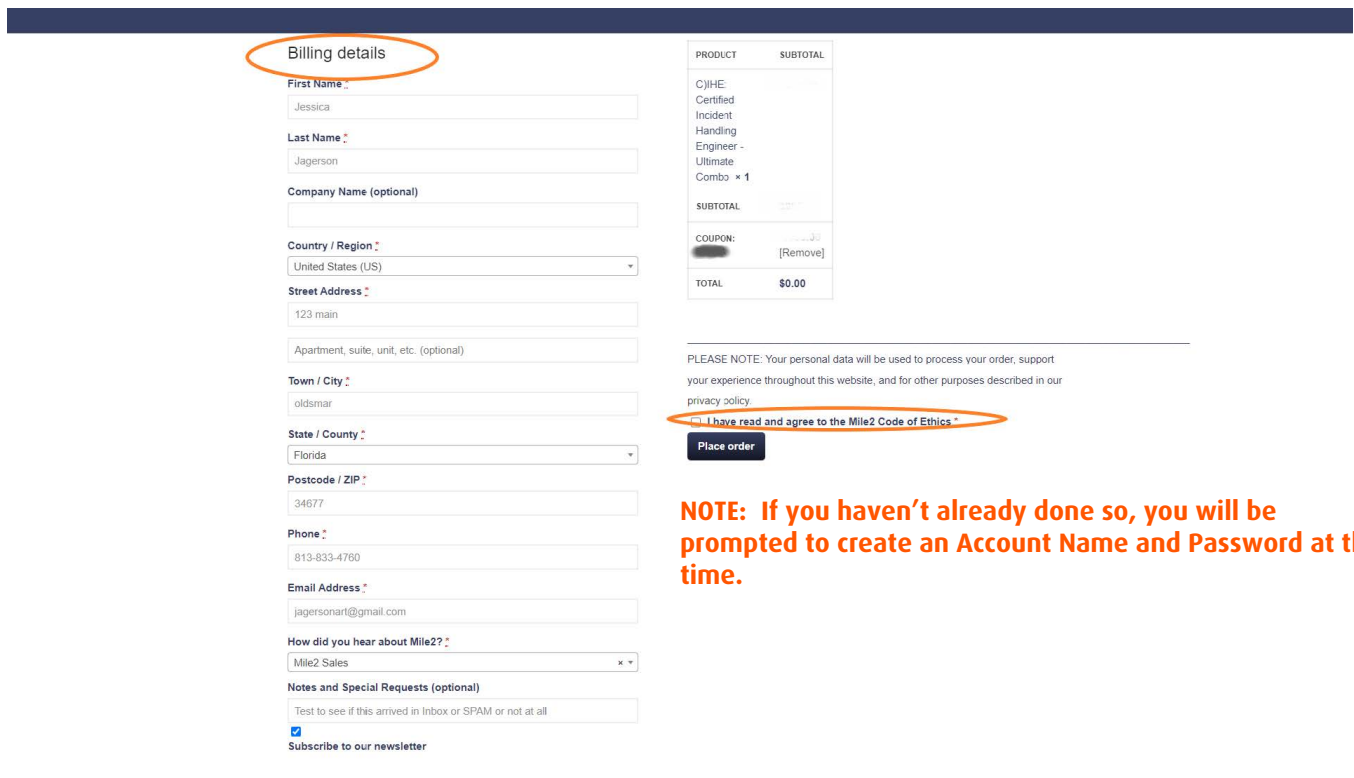 Billing details
First Name *
Jessica
Last Name *
Jagerson
Company Name (optional)
Country / Region *
United States (US)
Street Address *
123 main
Apartment, suite, unit, etc. (optional)
Town / City *
oldsmar
State / County *
Florida
Postcode / ZIP *
34677
Phone *
813-833-4760
Email Address *
jagersonart@gmail.com
How did you hear about Mile2? *
Mile2 Sales × ▾
Notes and Special Requests (optional)
Test to see if this arrived in Inbox or SPAM or not at all
Subscribe to our newsletter
PRODUCT SUBTOTAL
C)IHE:
Certified
Incident
Handling
Engineer -
Ultimate
Combo × 1
SUBTOTAL
COUPON:
[Remove]
TOTAL $0.00
PLEASE NOTE: Your personal data will be used to process your order, support
your experience throughout this website, and for other purposes described in our
privacy policy.
I have read and agree to the Mile2 Code of Ethics *
Place order
NOTE: If you haven't already done so, you will be
prompted to create an Account Name and Password at
time.